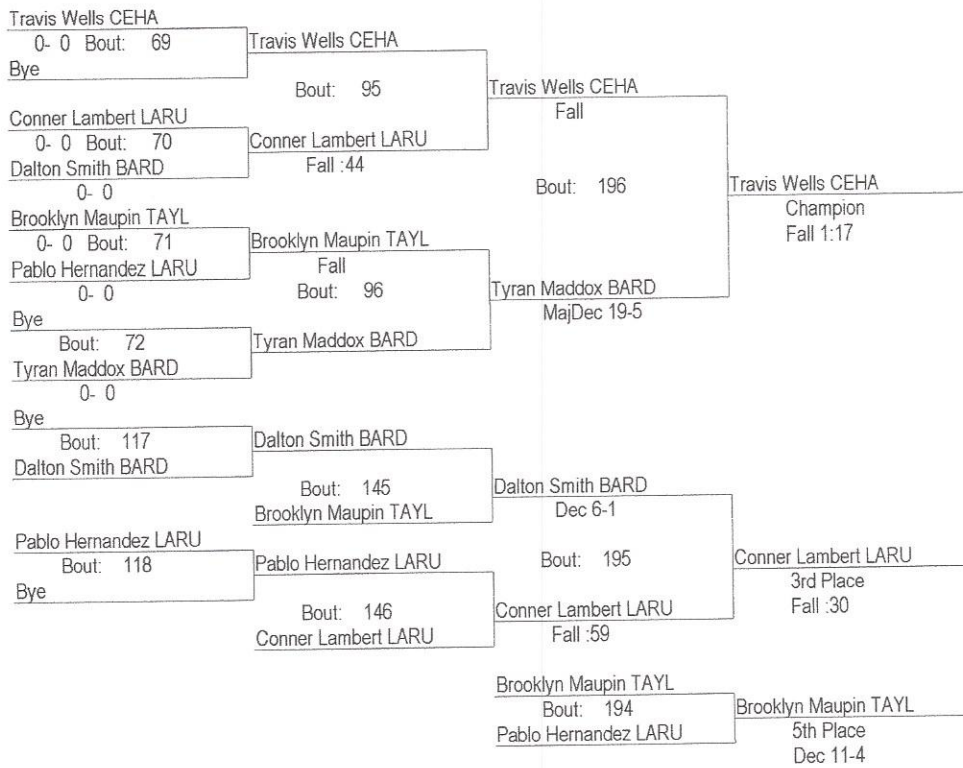 Travis Wells CEHA
0- 0 Bout: 69
Bye
Travis Wells CEHA
Bout: 95
Conner Lambert LARU
0- 0 Bout: 70
Dalton Smith BARD
0- 0
Conner Lambert LARU
Fall :44
Travis Wells CEHA
Fall
Bout: 196
Brooklyn Maupin TAYL
0- 0 Bout: 71
Pablo Hernandez LARU
0- 0
Brooklyn Maupin TAYL
Fall
Bout: 96
Bye
Bout: 72
Tyran Maddox BARD
0- 0
Tyran Maddox BARD
Tyran Maddox BARD
MajDec 19-5
Travis Wells CEHA
Champion
Fall 1:17
Bye
Bout: 117
Dalton Smith BARD
Dalton Smith BARD
Bout: 145
Brooklyn Maupin TAYL
Dalton Smith BARD
Dec 6-1
Bout: 195
Pablo Hernandez LARU
Bout: 118
Bye
Pablo Hernandez LARU
Bout: 146
Conner Lambert LARU
Conner Lambert LARU
Fall :59
Conner Lambert LARU
3rd Place
Fall :30
Brooklyn Maupin TAYL
Bout: 194
Pablo Hernandez LARU
Brooklyn Maupin TAYL
5th Place
Dec 11-4